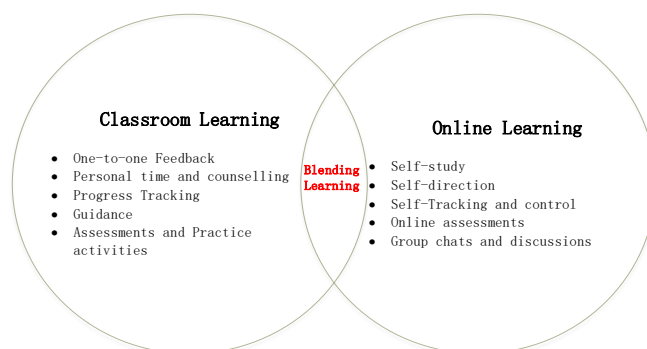 Classroom Learning
• One-to-one Feedback
• Personal time and counselling
• Progress Tracking
• Guidance
• Assessments and Practice
activities
Blending
Learning
Online Learning
• Self-study
• Self-direction
• Self-Tracking and control
• Online assessments
• Group chats and discussions